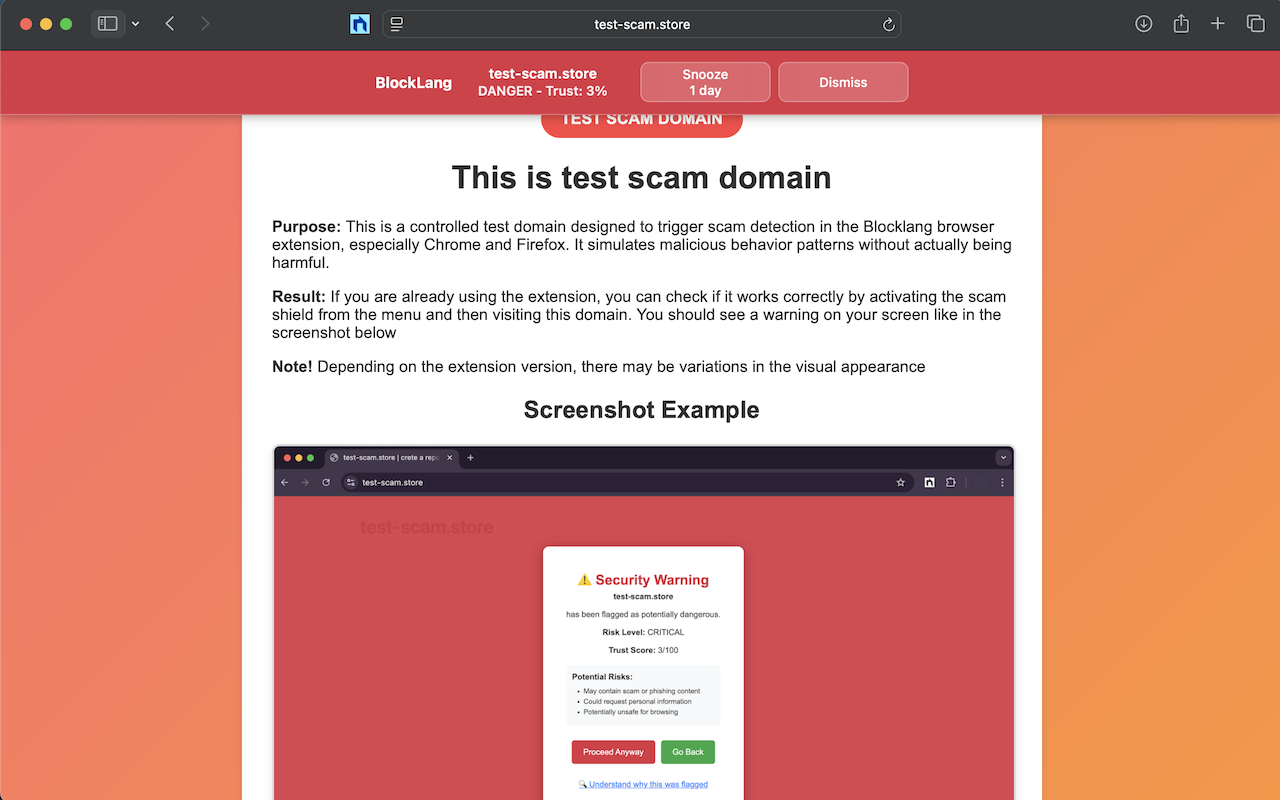 test-scam.store
BlockLang
test-scam.store
DANGER - Trust: 3%
Snooze
1 day
Dismiss
TEST SCAM DOMAIN
This is test scam domain
Purpose: This is a controlled test domain designed to trigger scam detection in the Blocklang browser
extension, especially Chrome and Firefox. It simulates malicious behavior patterns without actually being
harmful.
Result: If you are already using the extension, you can check if it works correctly by activating the scam
shield from the menu and then visiting this domain. You should see a warning on your screen like in the
screenshot below
Note! Depending on the extension version, there may be variations in the visual appearance
Screenshot Example
test-scam.store | crete a repo
test-scam.store
test-scam.store
⚠️ Security Warning
test-scam.store
has been flagged as potentially dangerous.
Risk Level: CRITICAL
Trust Score: 3/100
Potential Risks:
• May contain scam or phishing content
• Could request personal information
• Potentially unsafe for browsing
Proceed Anyway
Go Back
🔍 Understand why this was flagged